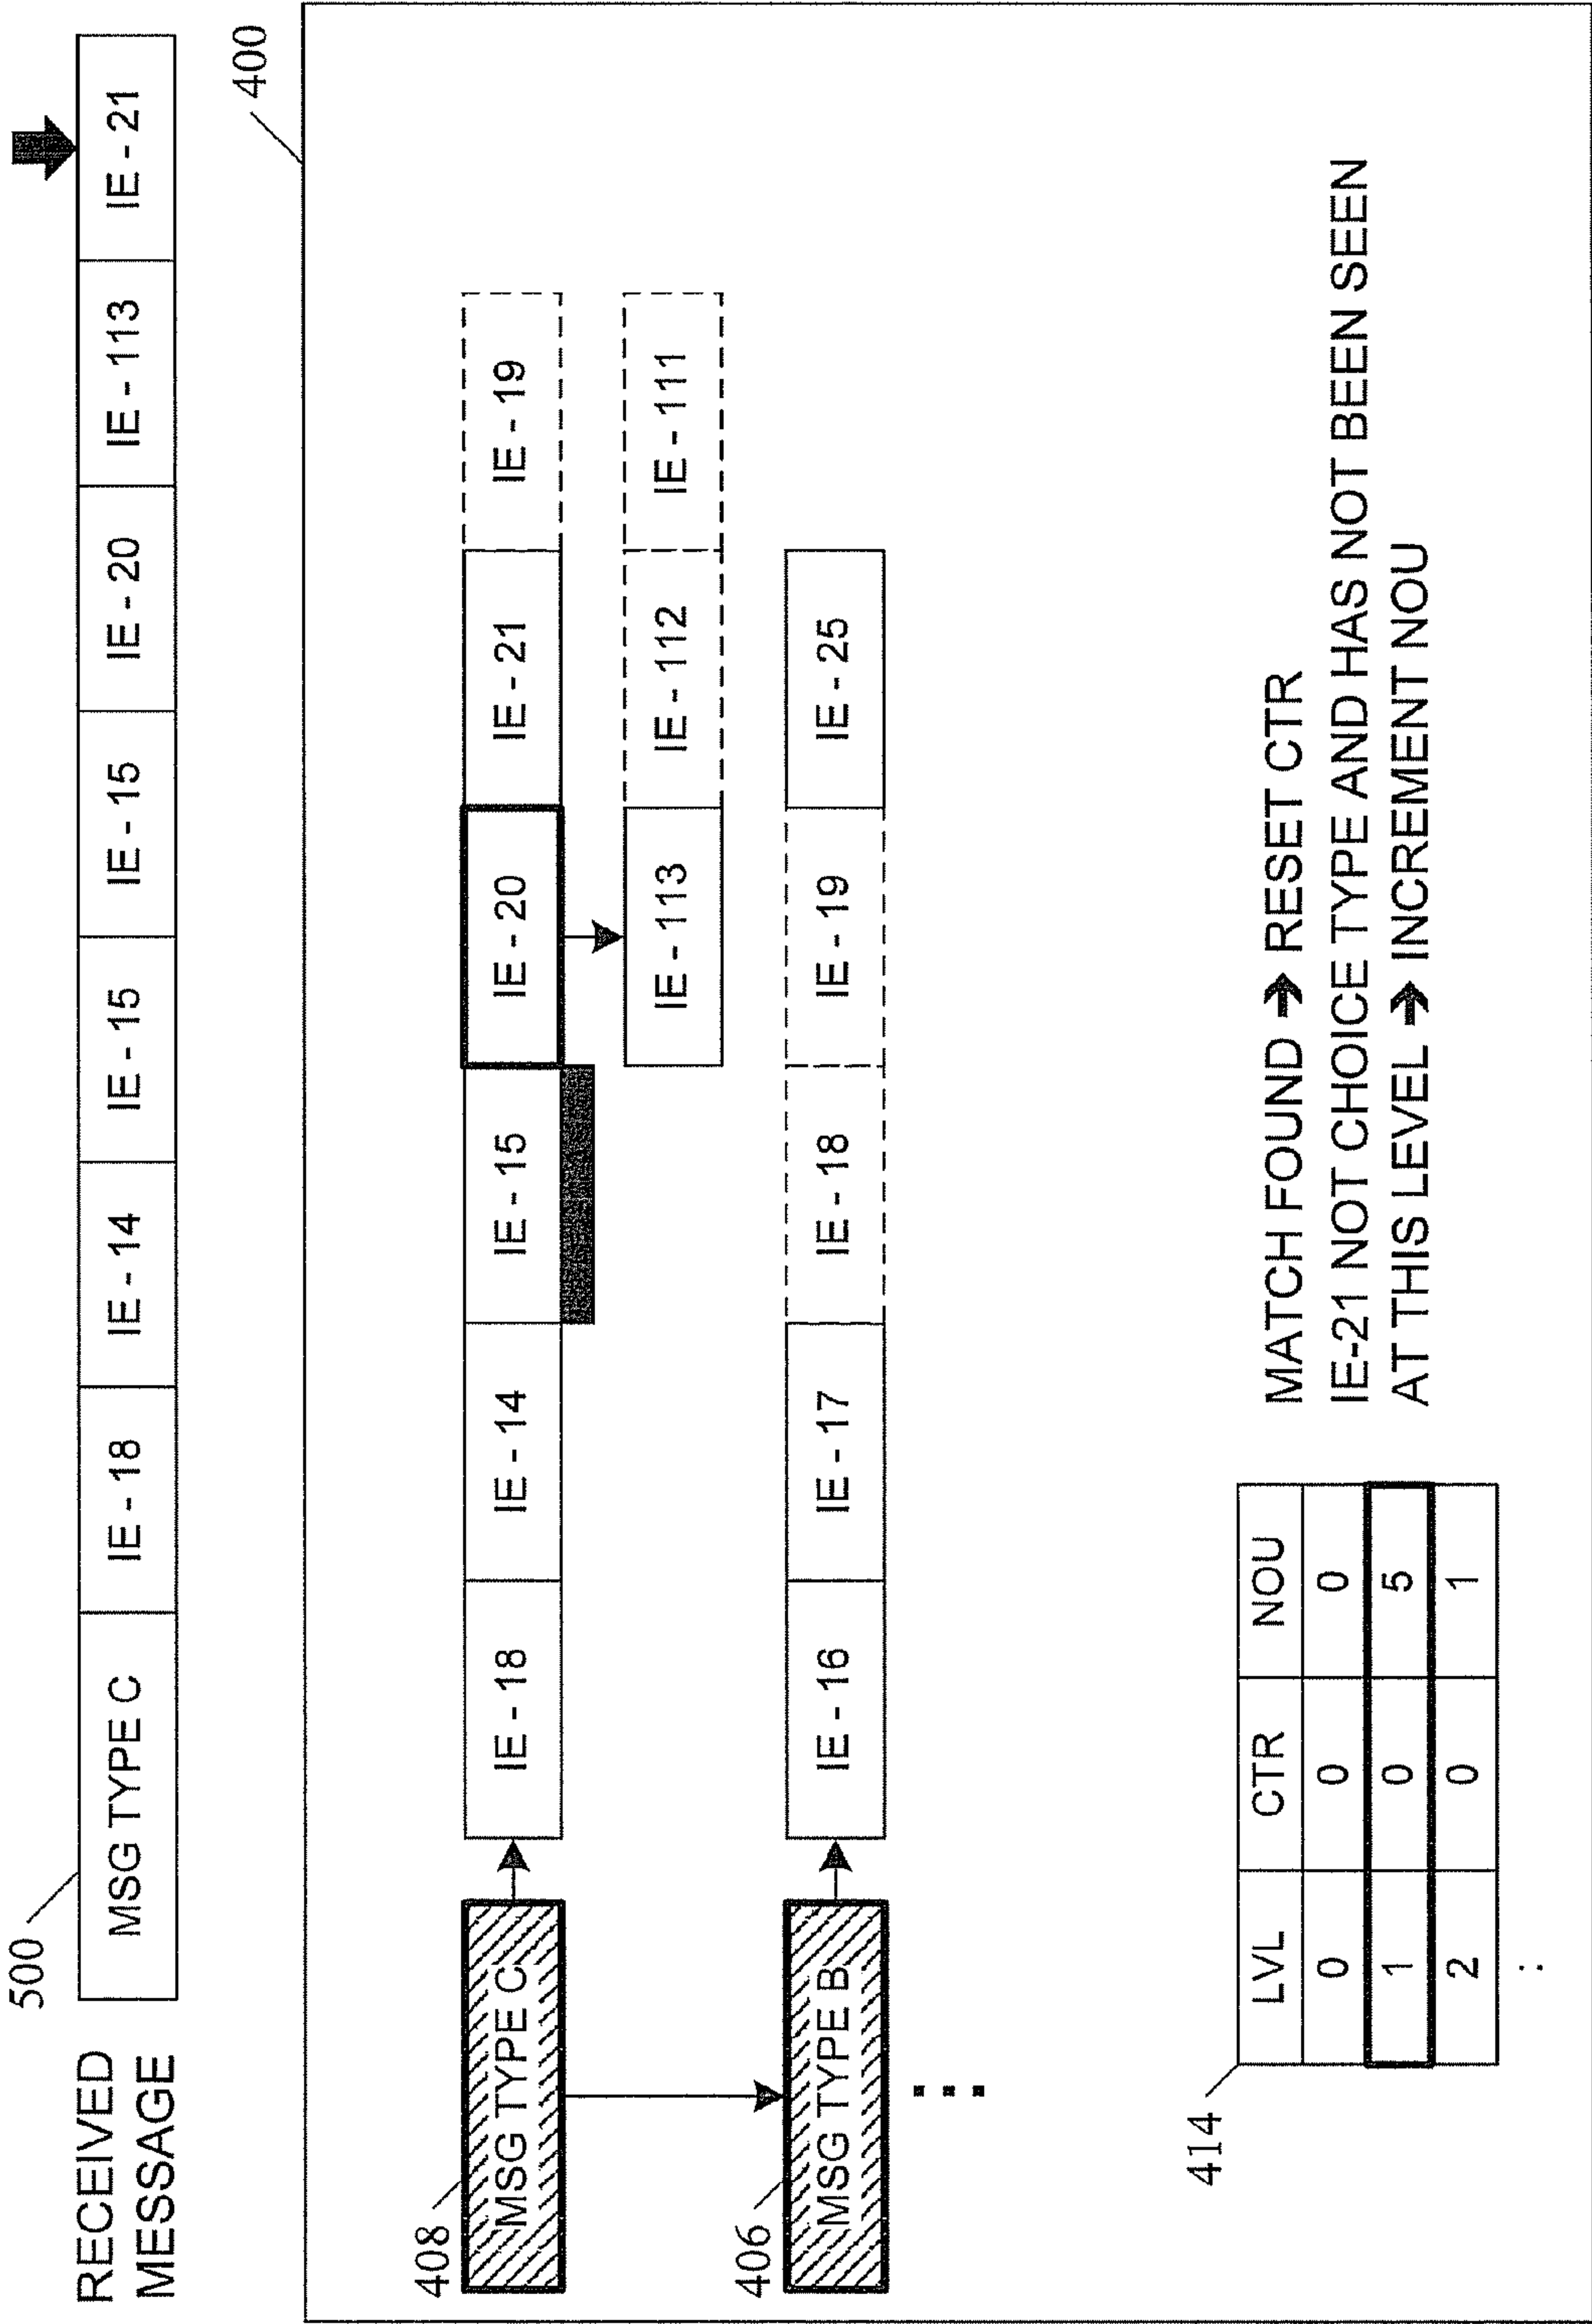 500
RECEIVED
MESSAGE
MSG TYPE C IE - 18 IE - 14 IE - 15 IE - 15 IE - 20 IE - 113 IE - 21
400
408
MSG TYPE C IE - 18 IE - 14 IE - 15 IE - 20 IE - 21 IE - 19
IE - 113 IE - 112 IE - 111
406
MSG TYPE B IE - 16 IE - 17 IE - 18 IE - 19 IE - 25
...
414
LVL CTR NOU
0 0 0
1 0 5
2 0 1
:
MATCH FOUND ➔ RESET CTR
IE-21 NOT CHOICE TYPE AND HAS NOT BEEN SEEN
AT THIS LEVEL ➔ INCREMENT NOU